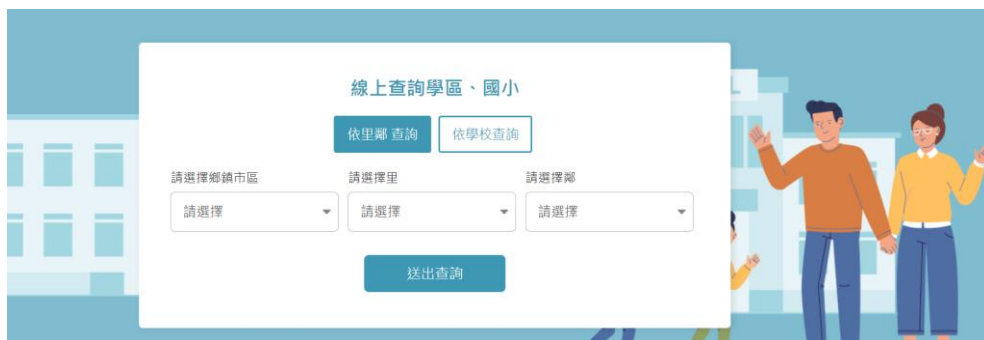 線上查詢學區、國小
依里鄰 查詢 依學校查詢
請選擇鄉鎮市區 請選擇里 請選擇鄰
請選擇 請選擇 請選擇
送出查詢